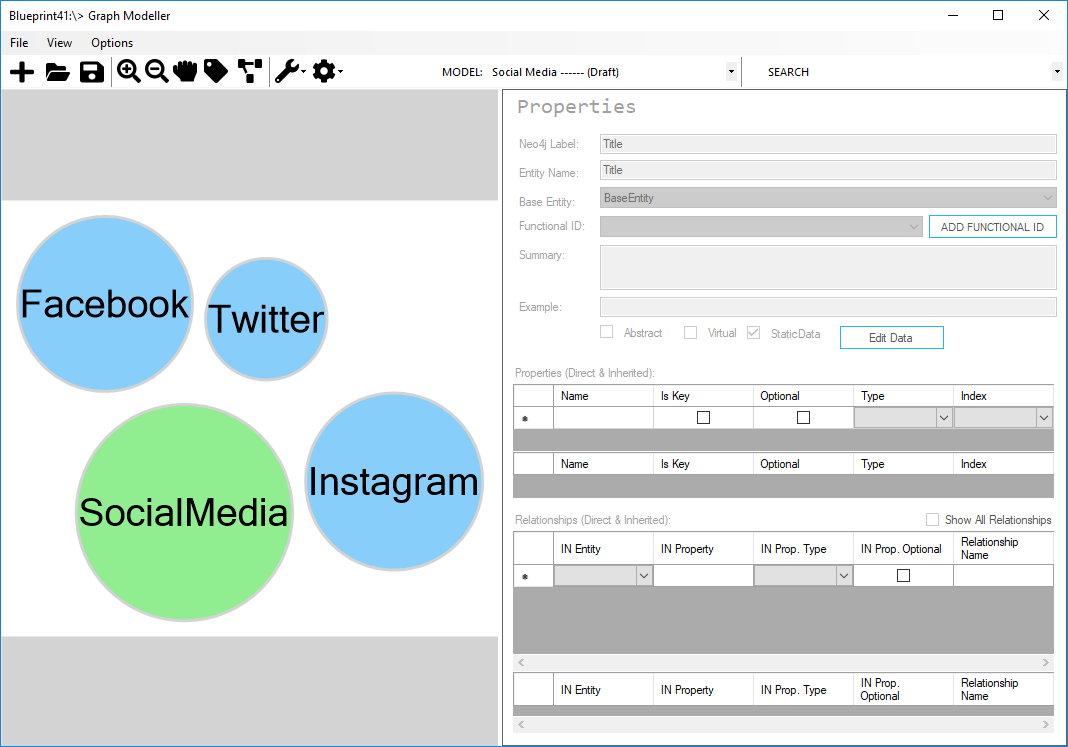 Blueprint41:\> Graph Modeller
File View Options
MODEL: Social Media ------ (Draft) SEARCH
Facebook
Twitter
SocialMedia
Instagram
Properties
Neo4j Label: Title
Entity Name: Title
Base Entity: BaseEntity
Functional ID: ADD FUNCTIONAL ID
Summary:
Example:
Abstract Virtual StaticData Edit Data
Properties (Direct & Inherited):
Name Is Key Optional Type Index
Name Is Key Optional Type Index
Relationships (Direct & Inherited): Show All Relationships
IN Entity IN Property IN Prop. Type IN Prop. Optional Relationship
Name
IN Entity IN Property IN Prop. Type IN Prop.
Optional Relationship
Name